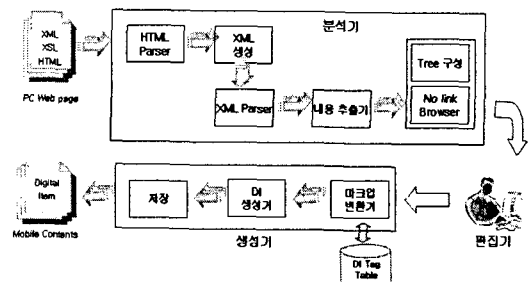 분석기
XML
XSL
HTML
PC Web page
HTML
Parser
XML
생성
XML Parser
내용 추출기
Tree 구성
No link
Browser
편집기
마크업
변환기
DI Tag
Table
DI
생성기
저장
생성기
Digital
Item
Mobile Contents